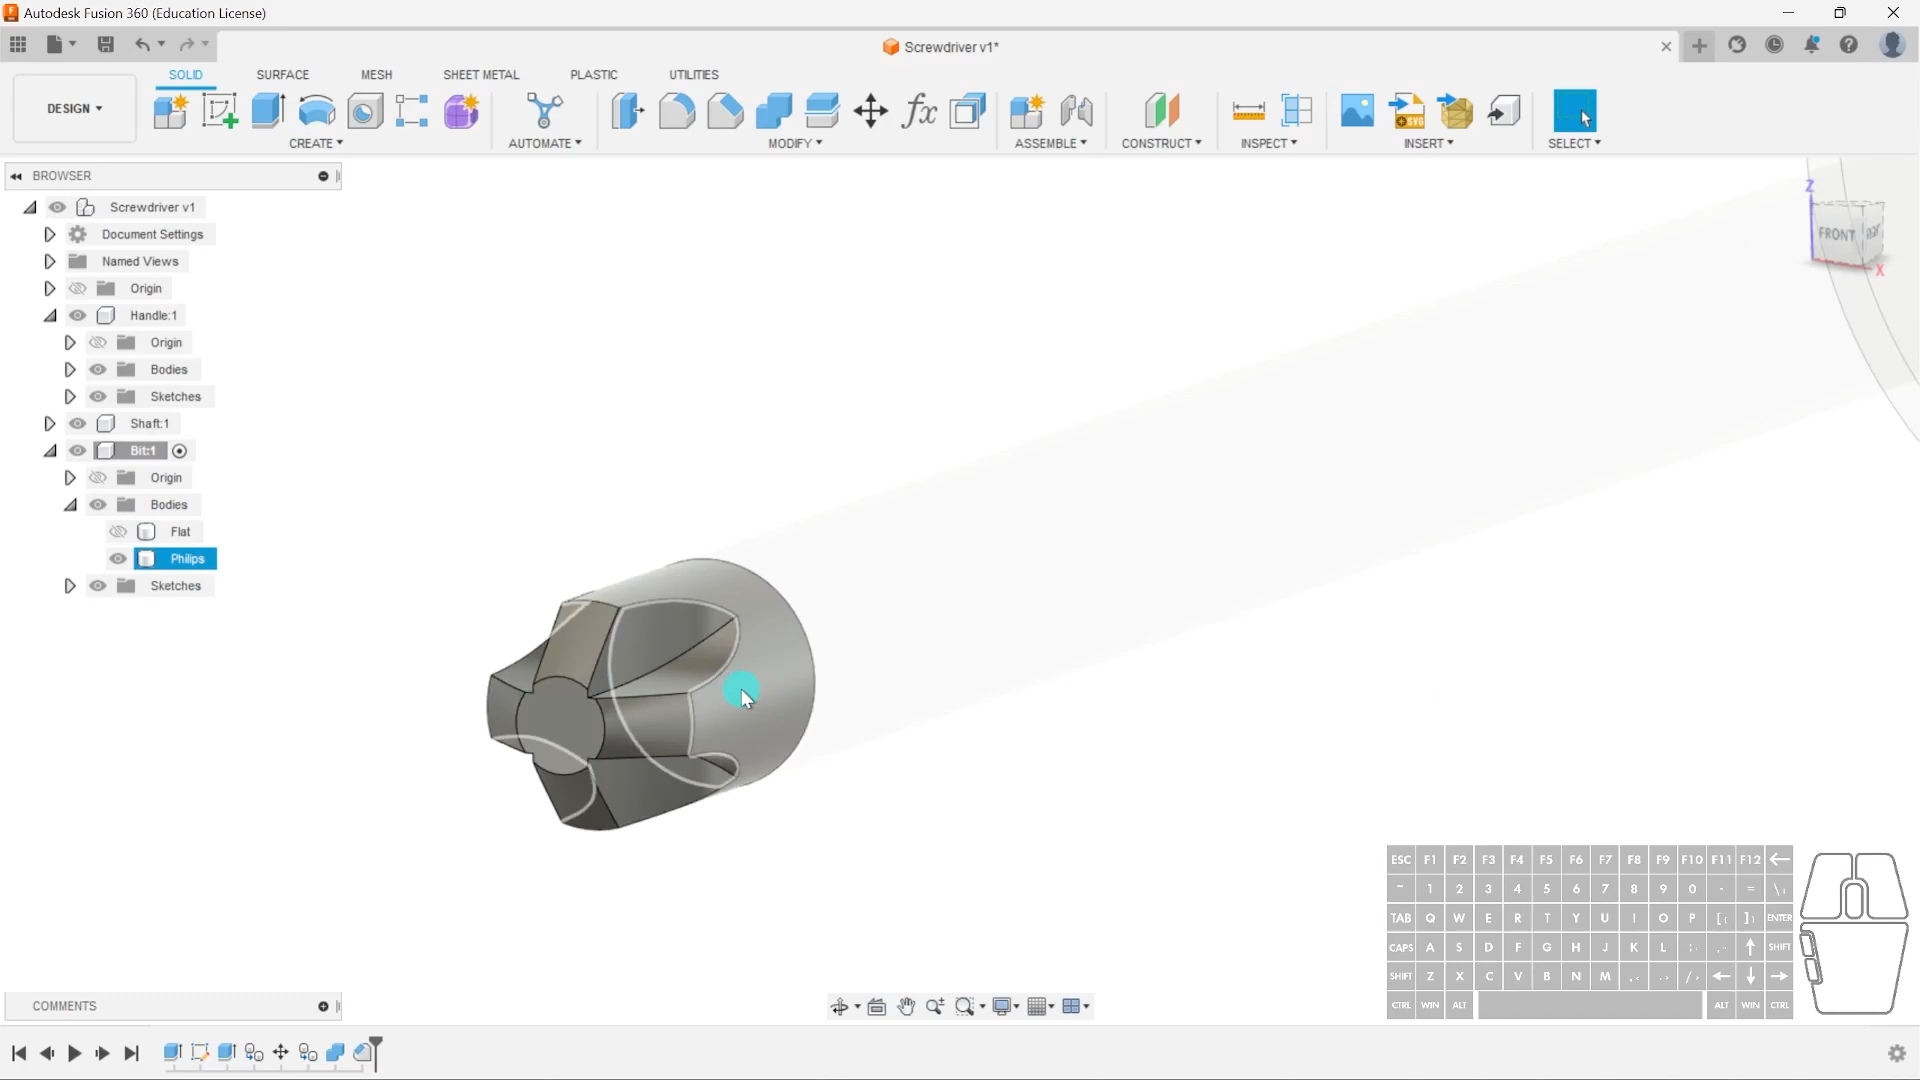 Autodesk Fusion 360 (Education License)
Screwdriver v1*
DESIGN
SOLID SURFACE MESH SHEET METAL PLASTIC UTILITIES
CREATE AUTOMATE MODIFY ASSEMBLE CONSTRUCT INSPECT INSERT SELECT
BROWSER
Screwdriver v1
Document Settings
Named Views
Origin
Handle:1
Origin
Bodies
Sketches
Shaft:1
Bit:1
Origin
Bodies
Flat
Philips
Sketches
Z
FRONT
X
COMMENTS
ESC F1 F2 F3 F4 F5 F6 F7 F8 F9 F10 F11 F12
~ 1 2 3 4 5 6 7 8 9 0 - =
TAB Q W E R T Y U I O P ENTER
CAPS A S D F G H J K L SHIFT
SHIFT Z X C V B N M
CTRL WIN ALT ALT WIN CTRL